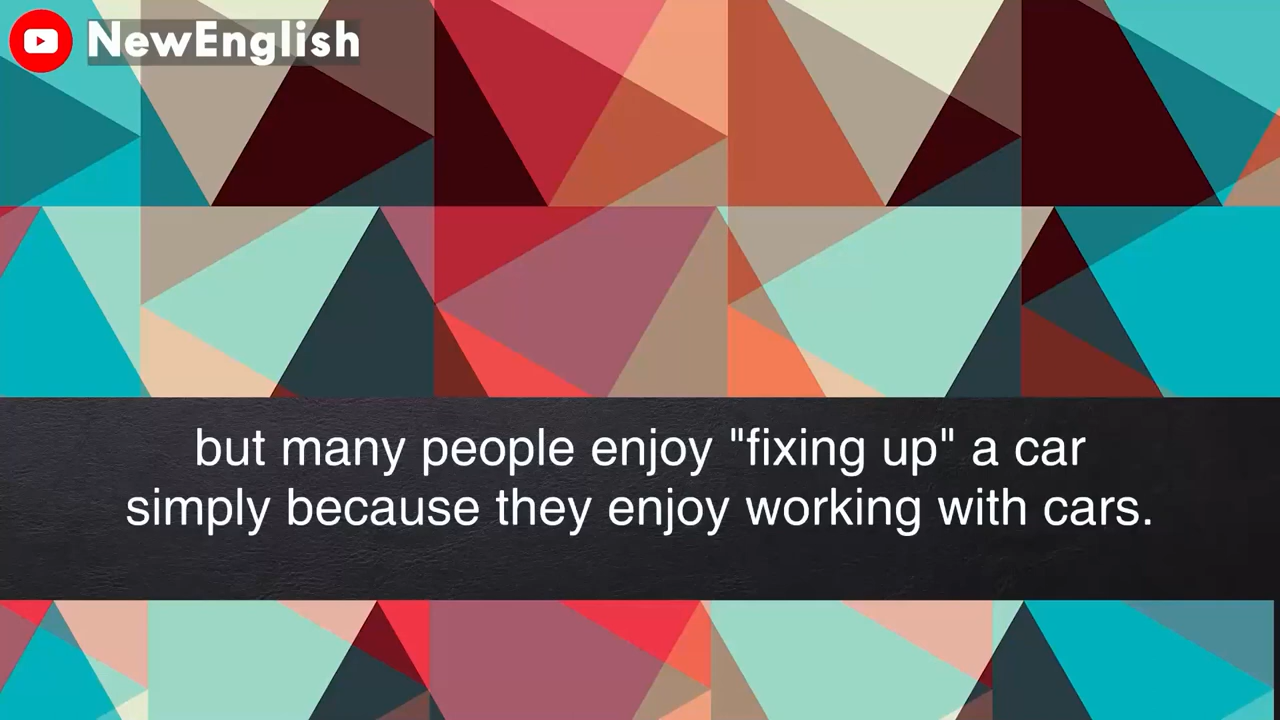 NewEnglish
but many people enjoy "fixing up" a car
simply because they enjoy working with cars.